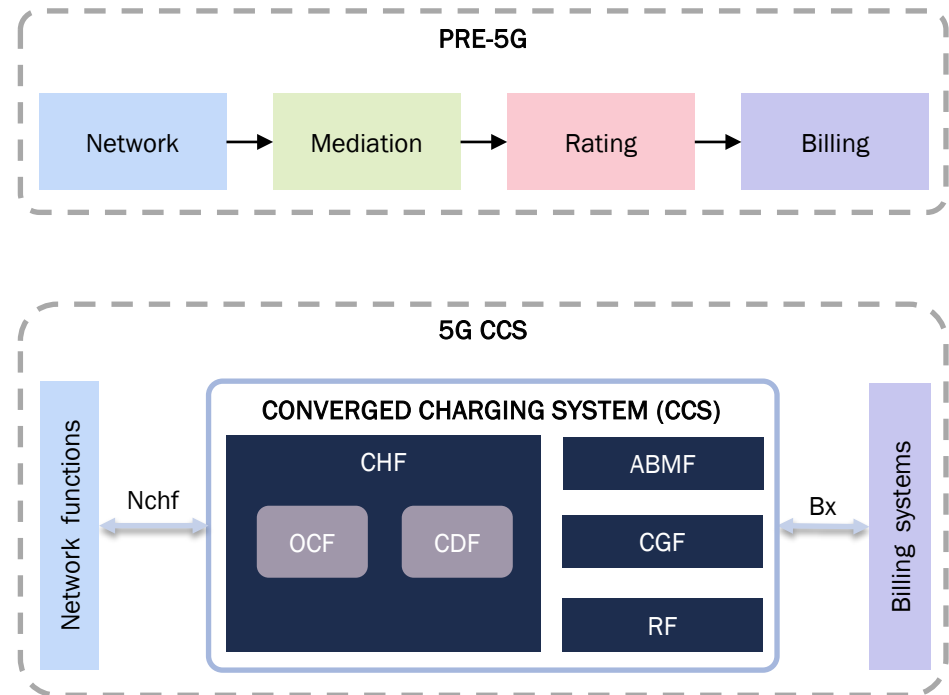 PRE-5G
Network
Mediation
Rating
Billing
5G CCS
Network functions
Nchf
CONVERGED CHARGING SYSTEM (CCS)
CHF
OCF
CDF
ABMF
CGF
RF
Bx
Billing systems